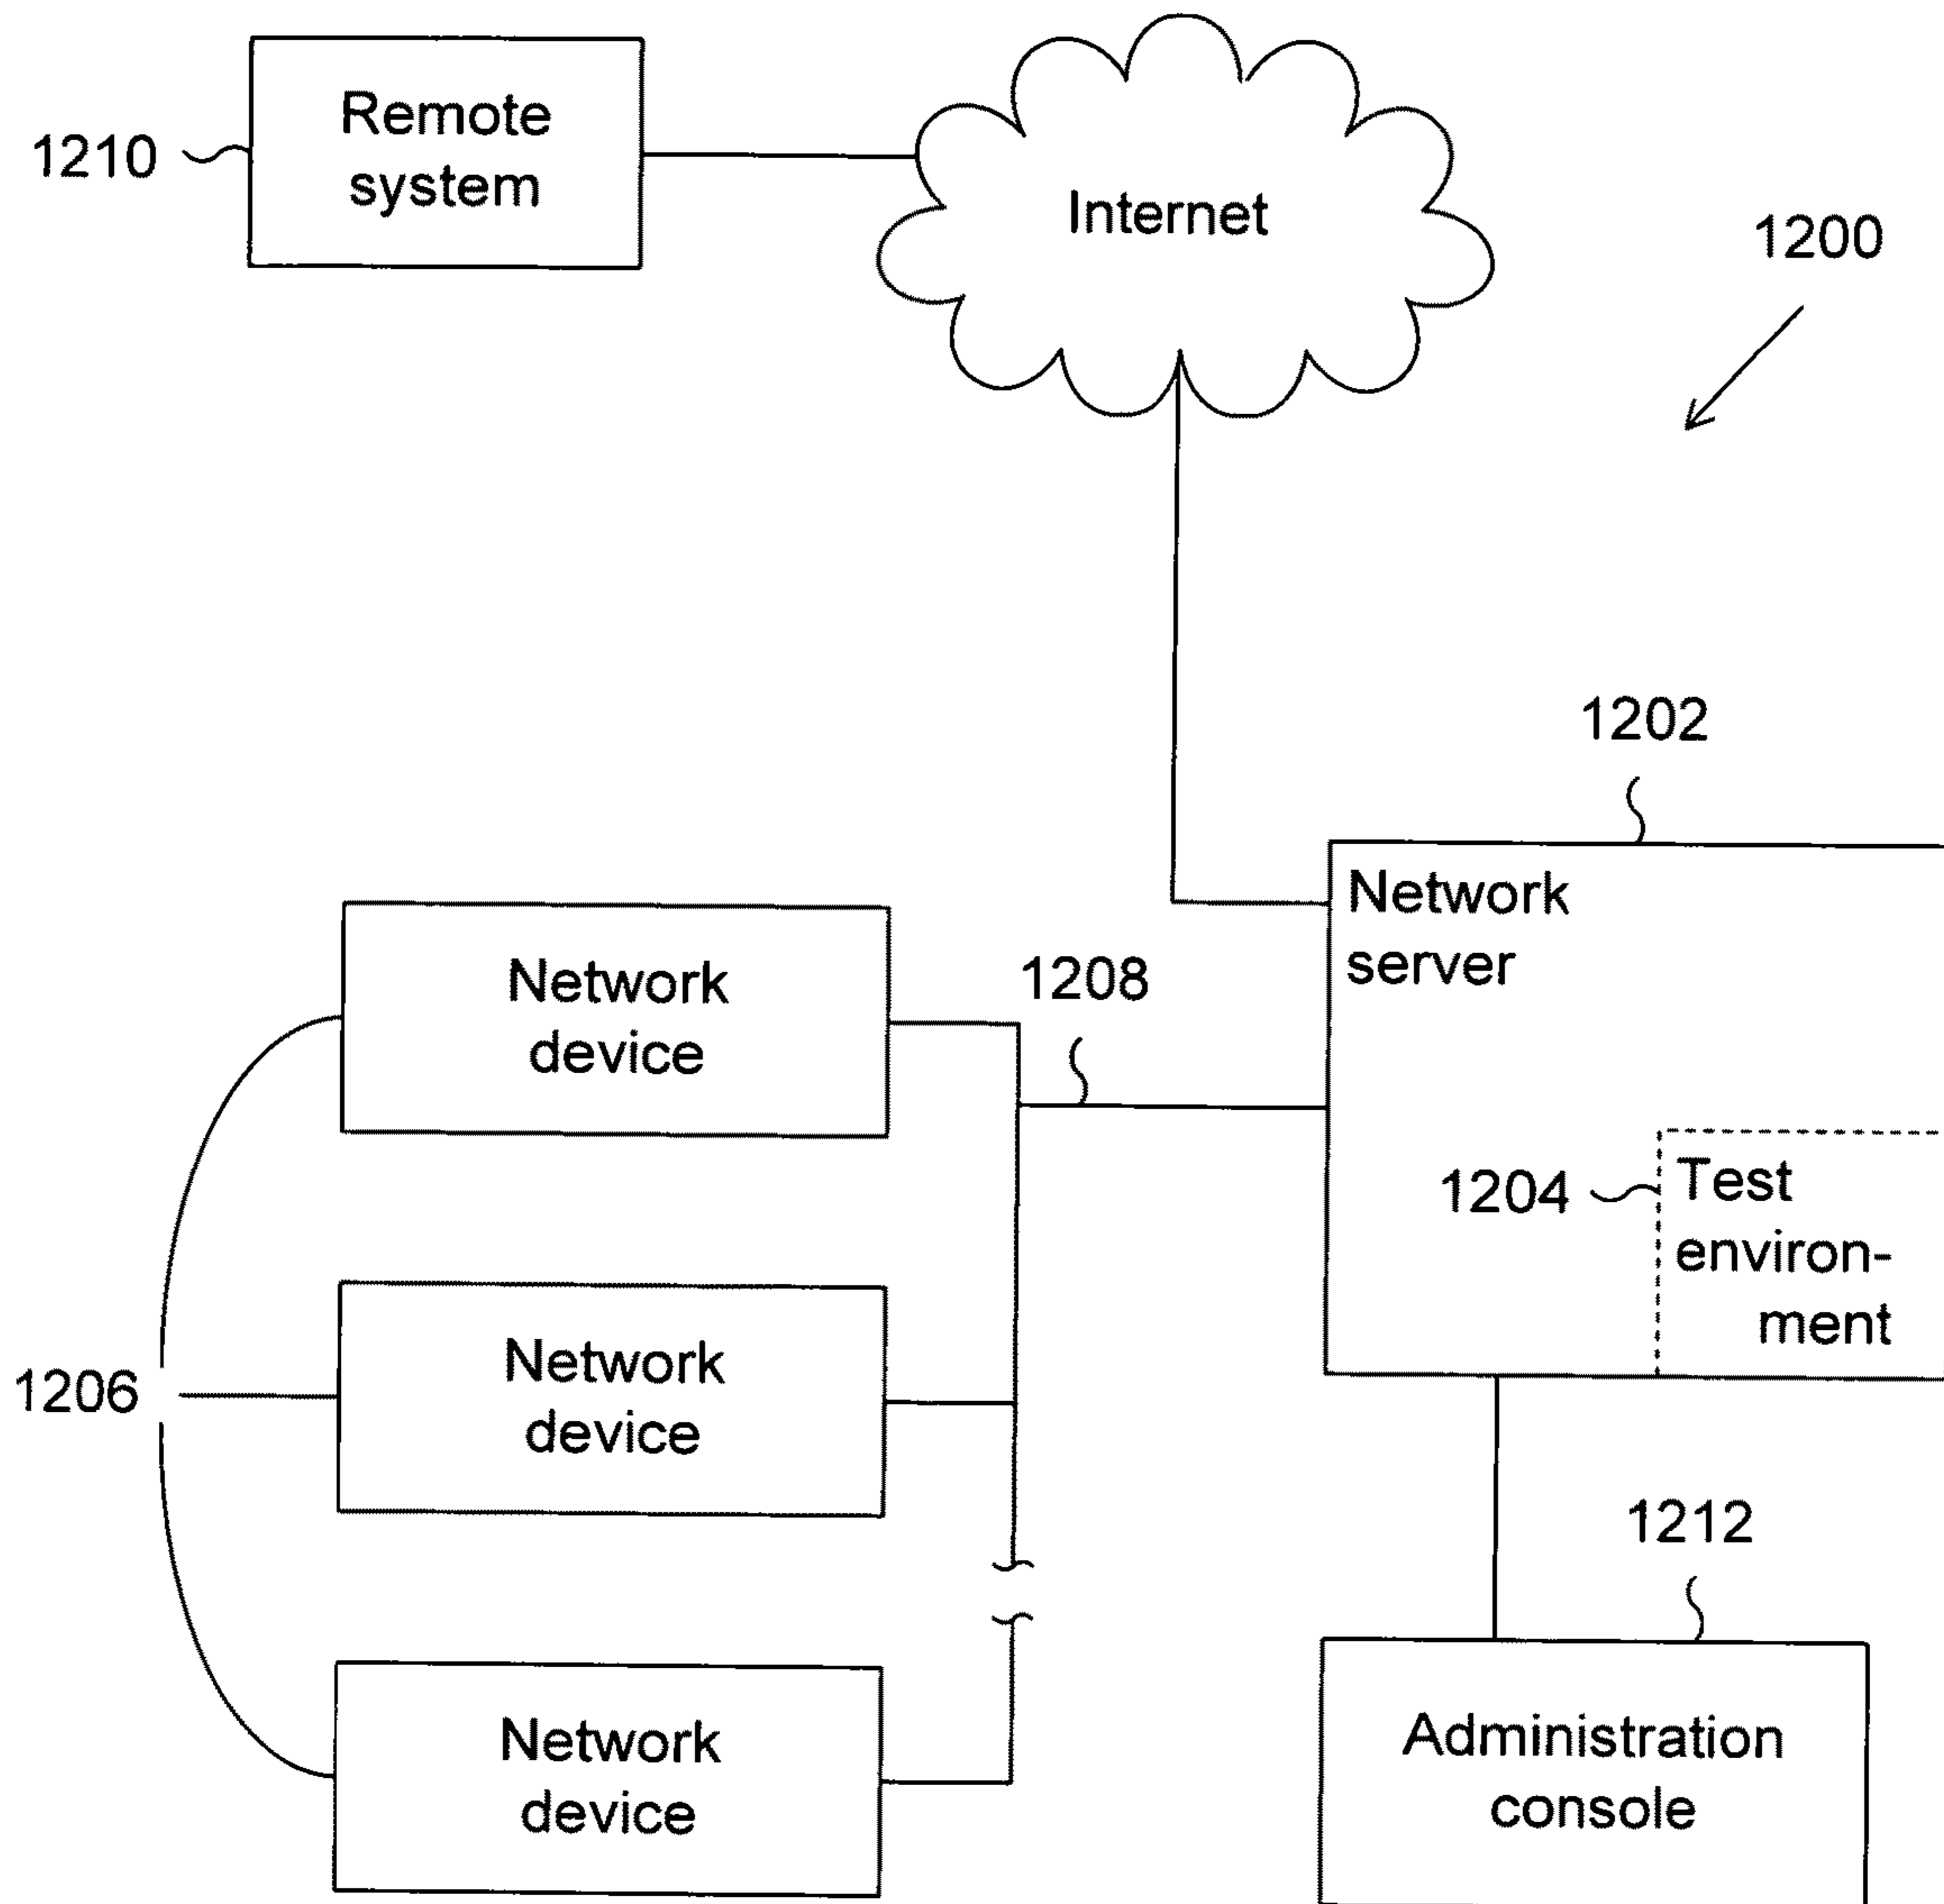 Remote
system
1210
Internet
1200
1202
Network
server
1208
Network
device
1204
Test
environ-
ment
1206
Network
device
1212
Network
device
Administration
console